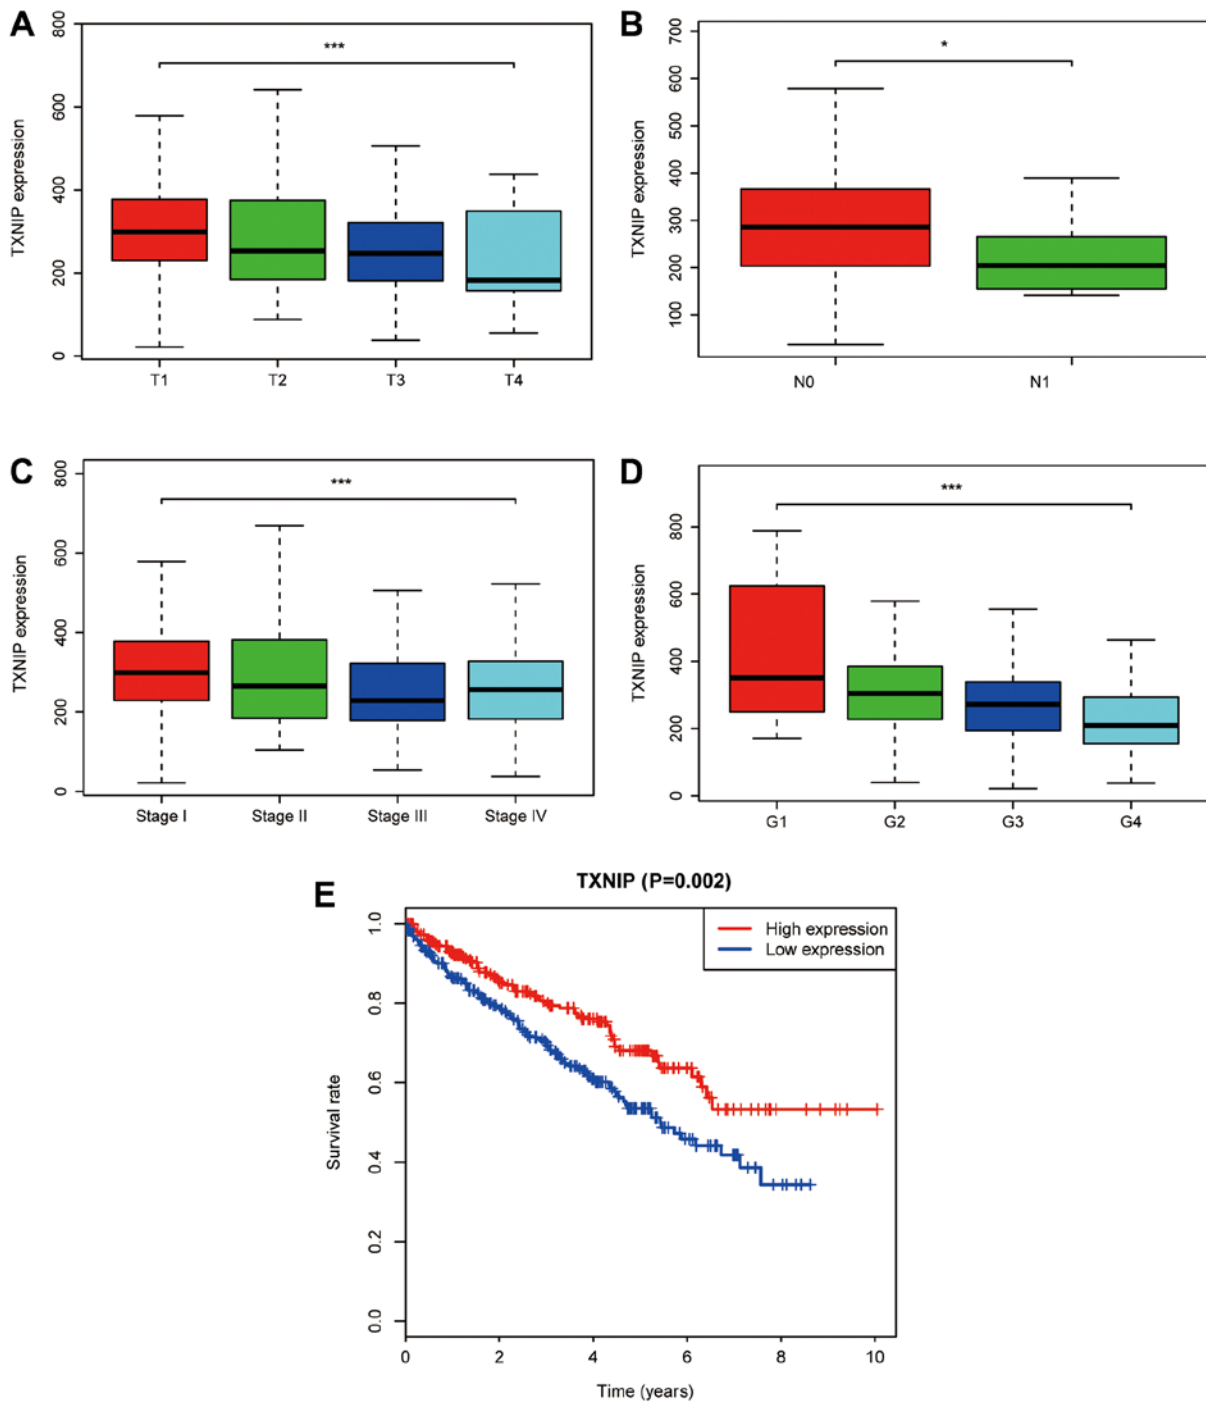 A
TXNIP expression
800
600
400
200
0
***
T1 T2 T3 T4
B
TXNIP expression
700
600
500
400
300
200
100
*
N0 N1
C
TXNIP expression
800
600
400
200
0
***
Stage I Stage II Stage III Stage IV
D
TXNIP expression
800
600
400
200
0
***
G1 G2 G3 G4
E
TXNIP (P=0.002)
High expression
Low expression
Survival rate
1.0
0.8
0.6
0.4
0.2
0.0
0 2 4 6 8 10
Time (years)